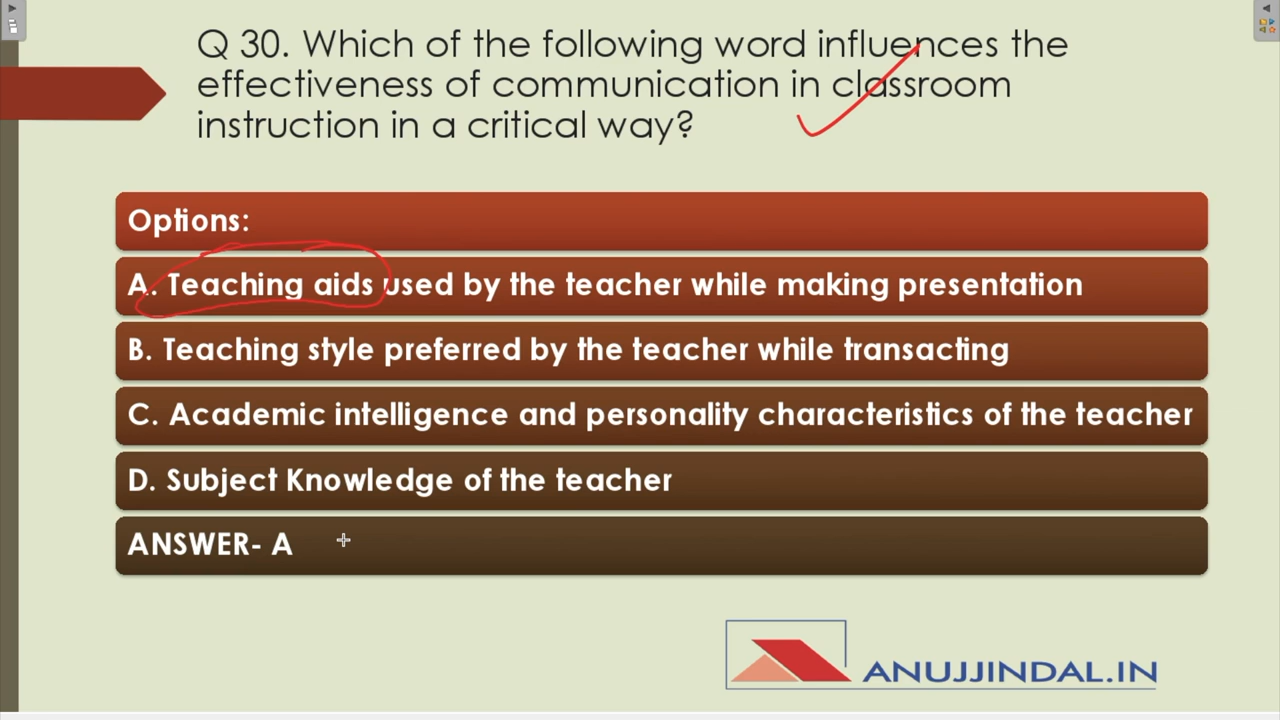 Q 30. Which of the following word influences the
effectiveness of communication in classroom
instruction in a critical way?
Options:
A. Teaching aids used by the teacher while making presentation
B. Teaching style preferred by the teacher while transacting
C. Academic intelligence and personality characteristics of the teacher
D. Subject Knowledge of the teacher
ANSWER- A
ANUJJINDAL.IN